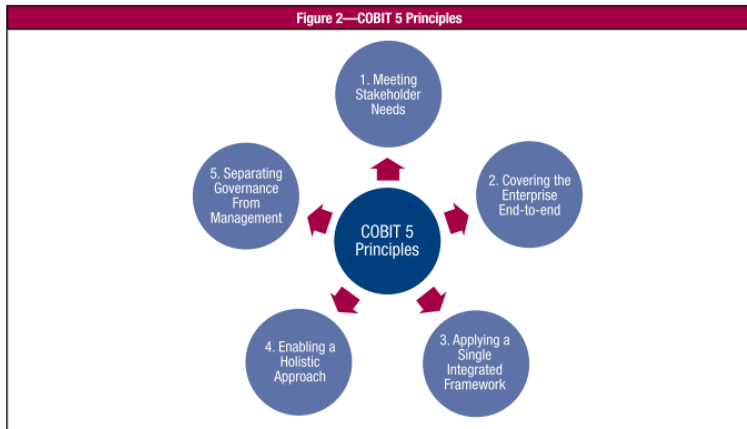 Figure 2—COBIT 5 Principles
1. Meeting
Stakeholder
Needs
2. Covering the
Enterprise
End-to-end
3. Applying a
Single
Integrated
Framework
4. Enabling a
Holistic
Approach
5. Separating
Governance
From
Management
COBIT 5
Principles